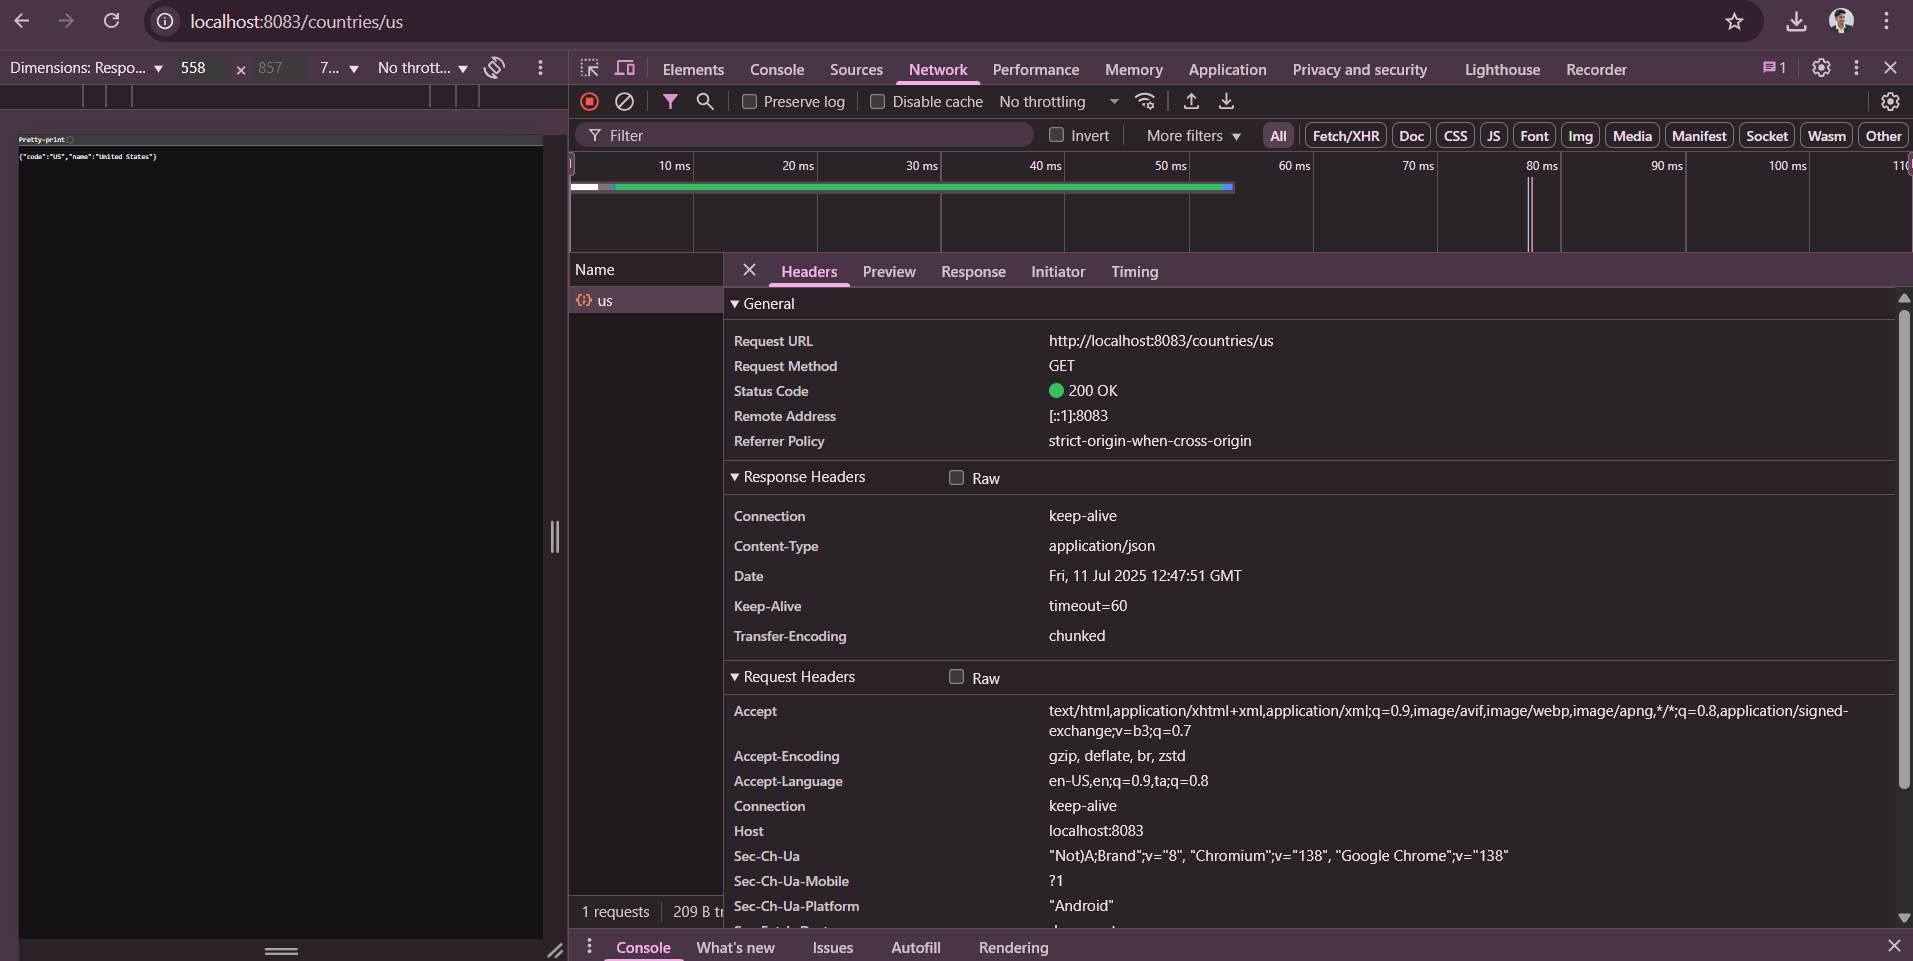 localhost:8083/countries/us
Dimensions: Respo... 558 × 857 7... No thrott...
Elements Console Sources Network Performance Memory Application Privacy and security Lighthouse Recorder 1
Preserve log Disable cache No throttling
Filter Invert More filters All Fetch/XHR Doc CSS JS Font Img Media Manifest Socket Wasm Other
Pretty-print
{"code":"US","name":"United States"}
10 ms 20 ms 30 ms 40 ms 50 ms 60 ms 70 ms 80 ms 90 ms 100 ms
Name
Headers Preview Response Initiator Timing
us
General
Request URL http://localhost:8083/countries/us
Request Method GET
Status Code 200 OK
Remote Address [::1]:8083
Referrer Policy strict-origin-when-cross-origin
Response Headers Raw
Connection keep-alive
Content-Type application/json
Date Fri, 11 Jul 2025 12:47:51 GMT
Keep-Alive timeout=60
Transfer-Encoding chunked
Request Headers Raw
Accept text/html,application/xhtml+xml,application/xml;q=0.9,image/avif,image/webp,image/apng,*/*;q=0.8,application/signed-
exchange;v=b3;q=0.7
Accept-Encoding gzip, deflate, br, zstd
Accept-Language en-US,en;q=0.9,ta;q=0.8
Connection keep-alive
Host localhost:8083
Sec-Ch-Ua "Not)A;Brand";v="8", "Chromium";v="138", "Google Chrome";v="138"
Sec-Ch-Ua-Mobile ?1
Sec-Ch-Ua-Platform "Android"
1 requests 209 B tr
Console What's new Issues Autofill Rendering